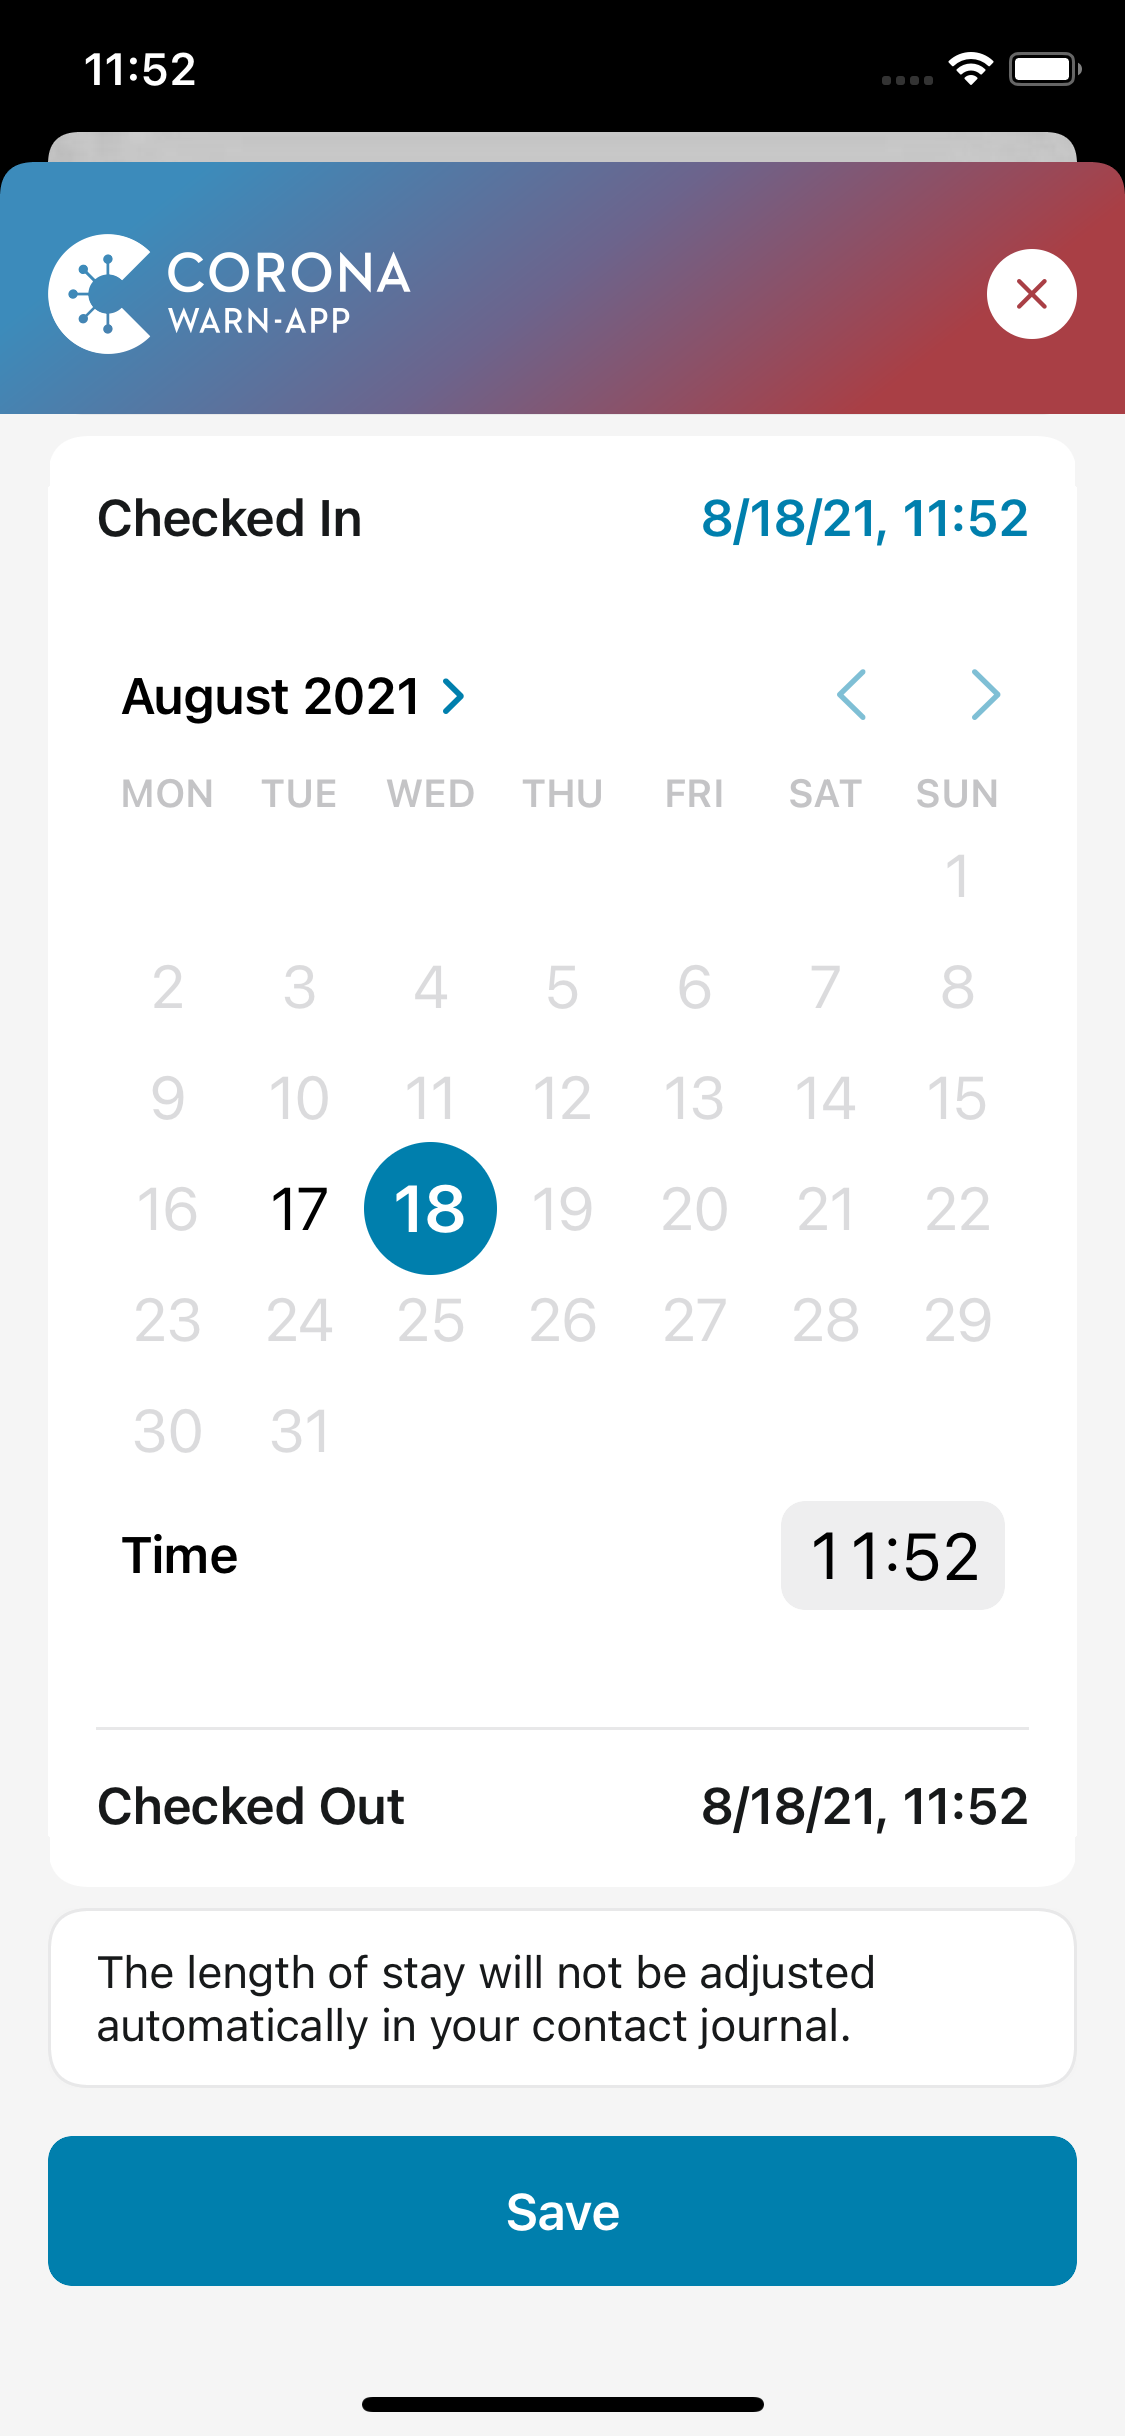 11:52
CORONA
WARN-APP
Checked In 8/18/21, 11:52
August 2021
MON TUE WED THU FRI SAT SUN
1
2 3 4 5 6 7 8
9 10 11 12 13 14 15
16 17 18 19 20 21 22
23 24 25 26 27 28 29
30 31
Time 11:52
Checked Out 8/18/21, 11:52
The length of stay will not be adjusted
automatically in your contact journal.
Save